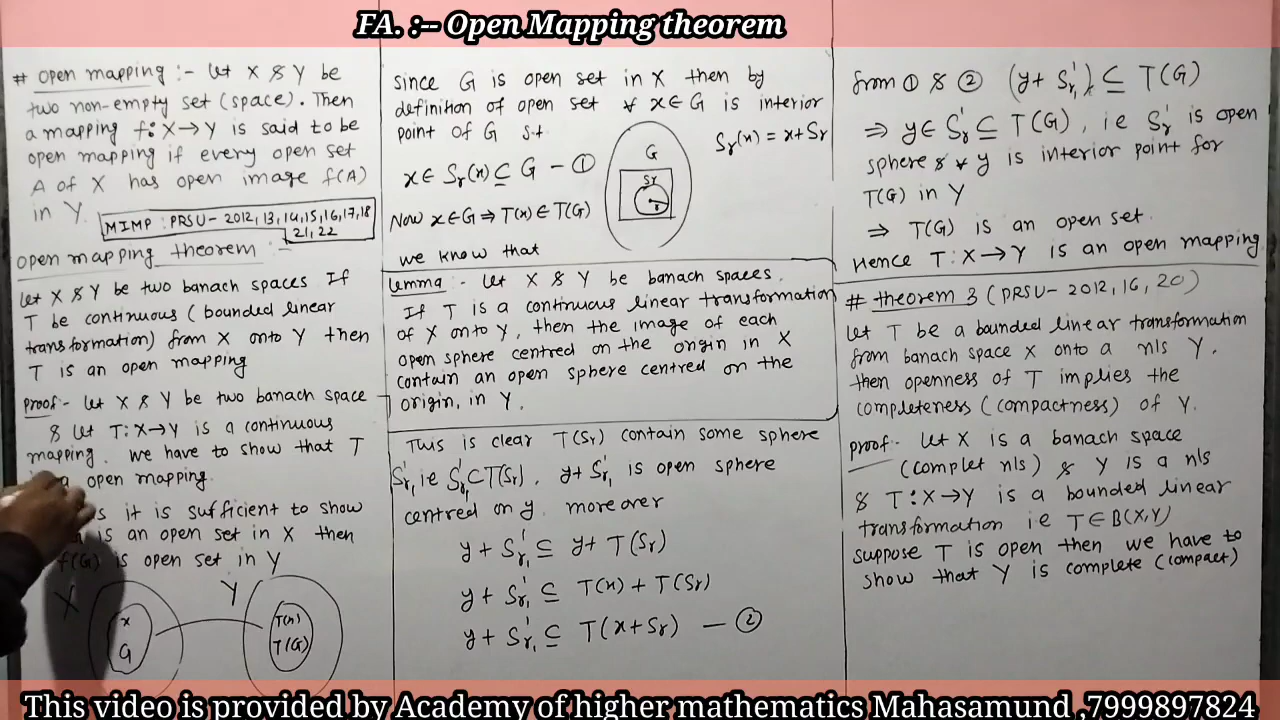 FA. :-- Open Mapping theorem
# open mapping :- let X & Y be
two non-empty set (space). Then
a mapping f: X→Y is said to be
open mapping if every open set
A of X has open image f(A)
in Y.
MIMP : PRSU - 2012, 13, 14, 15, 16, 17, 18
21, 22
open mapping theorem :-
let X & Y be two banach spaces If
T be continuous (bounded linear
transformation) from X onto Y then
T is an open mapping
Proof:- let X & Y be two banach space
& let T: X→Y is a continuous
mapping. we have to show that T
a open mapping.
s it is sufficient to show
is an open set in X then
f(G) is open set in Y
X Y
x T(x)
G T(G)
since G is open set in X then by
definition of open set ∀ x∈G is interior
point of G s.t.
Sr(x) = x+Sr
x∈ Sr(x) ⊆ G - ①
G
Sr
r
Now x∈G ⇒ T(x) ∈ T(G)
we know that
Lemma :- let X & Y be banach spaces.
If T is a continuous linear transformation
of X onto Y, then the image of each
open sphere centred on the origin in X
contain an open sphere centred on the
origin, in Y.
This is clear T(Sr) contain some sphere
S'r₁ ie S'r₁ ⊂ T(Sr). y+S'r₁ is open sphere
centred on y. moreover
y + S'r₁ ⊆ y+ T(Sr)
y + S'r₁ ⊆ T(x) + T(Sr)
y + S'r₁ ⊆ T(x+Sr) — ②
from ① & ② (y+ S'r₁) ⊆ T(G)
⇒ y∈ S'r ⊆ T(G), ie S'r is open
sphere & ∀ y is interior point for
T(G) in Y
⇒ T(G) is an open set.
Hence T: X→Y is an open mapping
# theorem 3 (PRSU- 2012, 16, 20)
let T be a bounded linear transformation
from banach space X onto a nls Y.
then openness of T implies the
completeness (compactness) of Y.
proof- let X is a banach space
(complet nls) & Y is a nls
& T: X→Y is a bounded linear
transformation ie T∈B(X,Y)
suppose T is open then we have to
show that Y is complete (compact)
This video is provided by Academy of higher mathematics Mahasamund ,7999897824